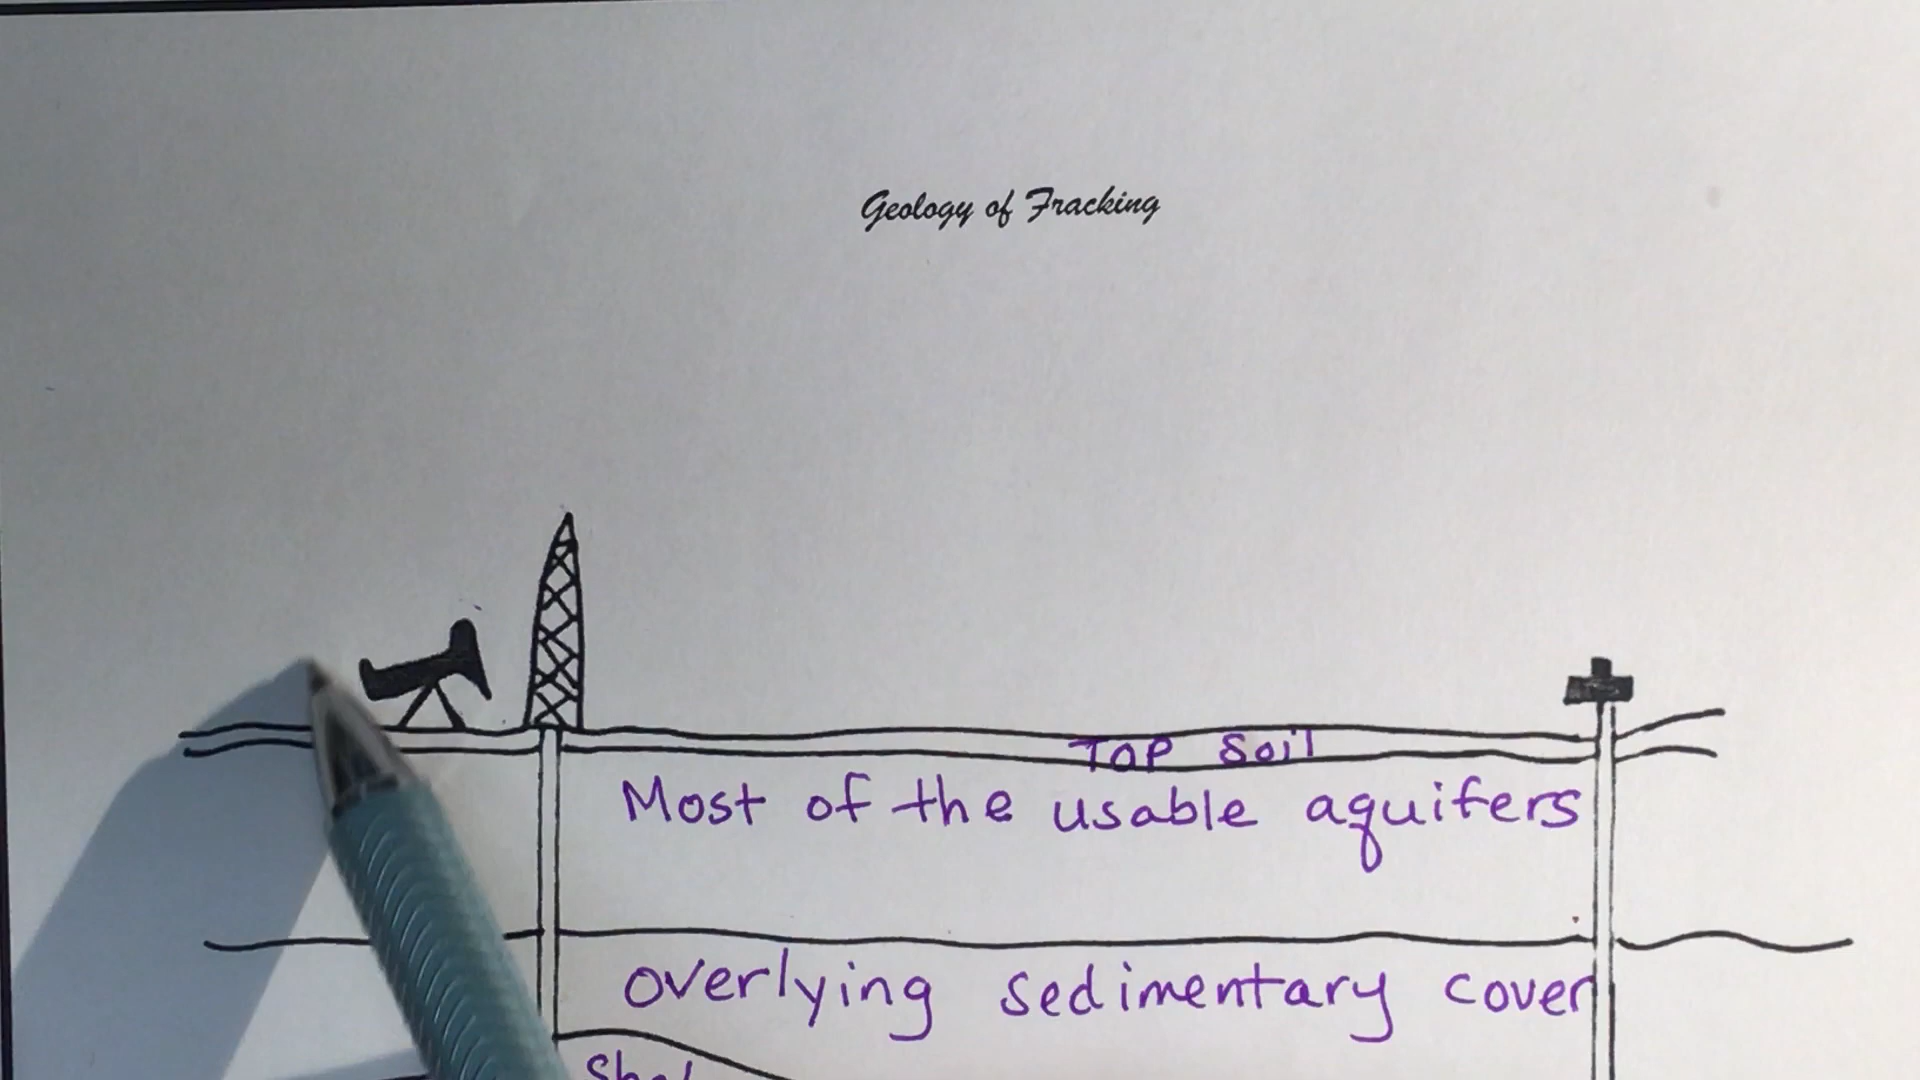 Geology of Fracking
Top Soil
Most of the usable aquifers
overlying sedimentary cover